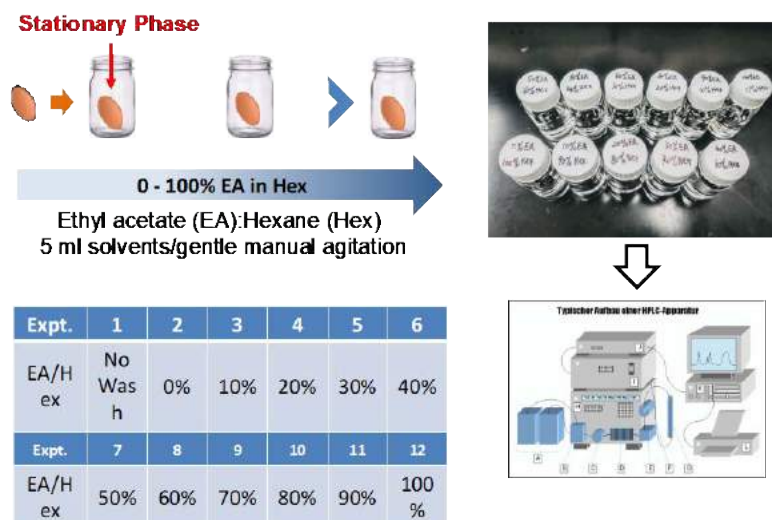 Stationary Phase
0 - 100% EA in Hex
Ethyl acetate (EA):Hexane (Hex)
5 ml solvents/gentle manual agitation
Typischer Aufbau einer HPLC-Apparatur
Expt. 1 2 3 4 5 6
EA/H
ex
No
Was
h
0% 10% 20% 30% 40%
Expt. 7 8 9 10 11 12
EA/H
ex
50% 60% 70% 80% 90%
100
%
A B C D E F G